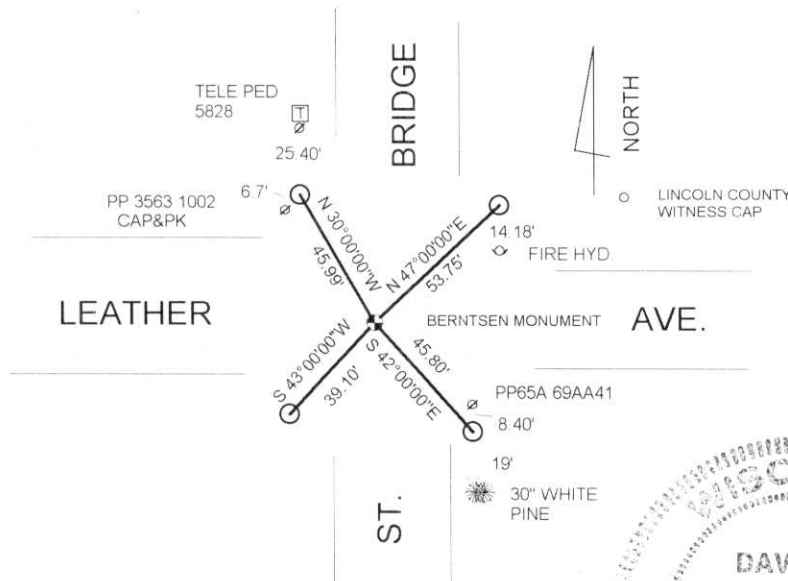 BRIDGE
NORTH
TELE PED
5828
T
25.40'
PP 3563 1002
CAP&PK
6.7'
N 30°00'00"W
45.99'
N 47°00'00"E
53.75'
14 18'
FIRE HYD
LINCOLN COUNTY
WITNESS CAP
LEATHER
AVE.
BERNTSEN MONUMENT
S 43°00'00"W
39.10'
S 42°00'00"E
45.80'
PP65A 69AA41
8 40'
19'
30" WHITE
PINE
ST.
WISCO
DAV